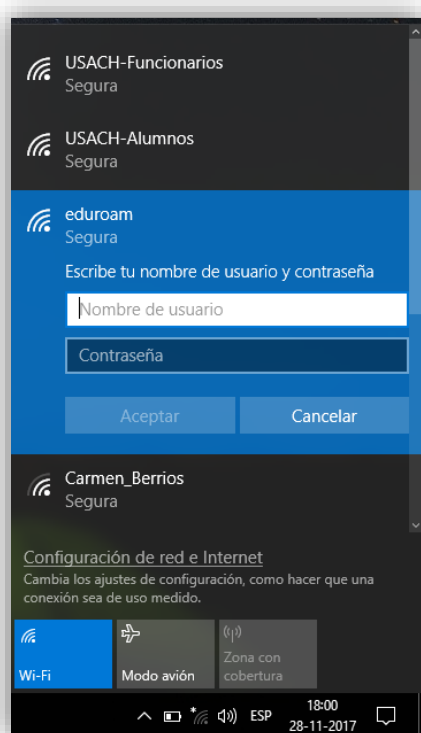 USACH-Funcionarios
Segura
USACH-Alumnos
Segura
eduroam
Segura
Escribe tu nombre de usuario y contraseña
Nombre de usuario
Contraseña
Aceptar
Cancelar
Carmen_Berrios
Segura
Configuración de red e Internet
Cambia los ajustes de configuración, como hacer que una
conexión sea de uso medido.
Wi-Fi
Modo avión
Zona con
cobertura
ESP
18:00
28-11-2017